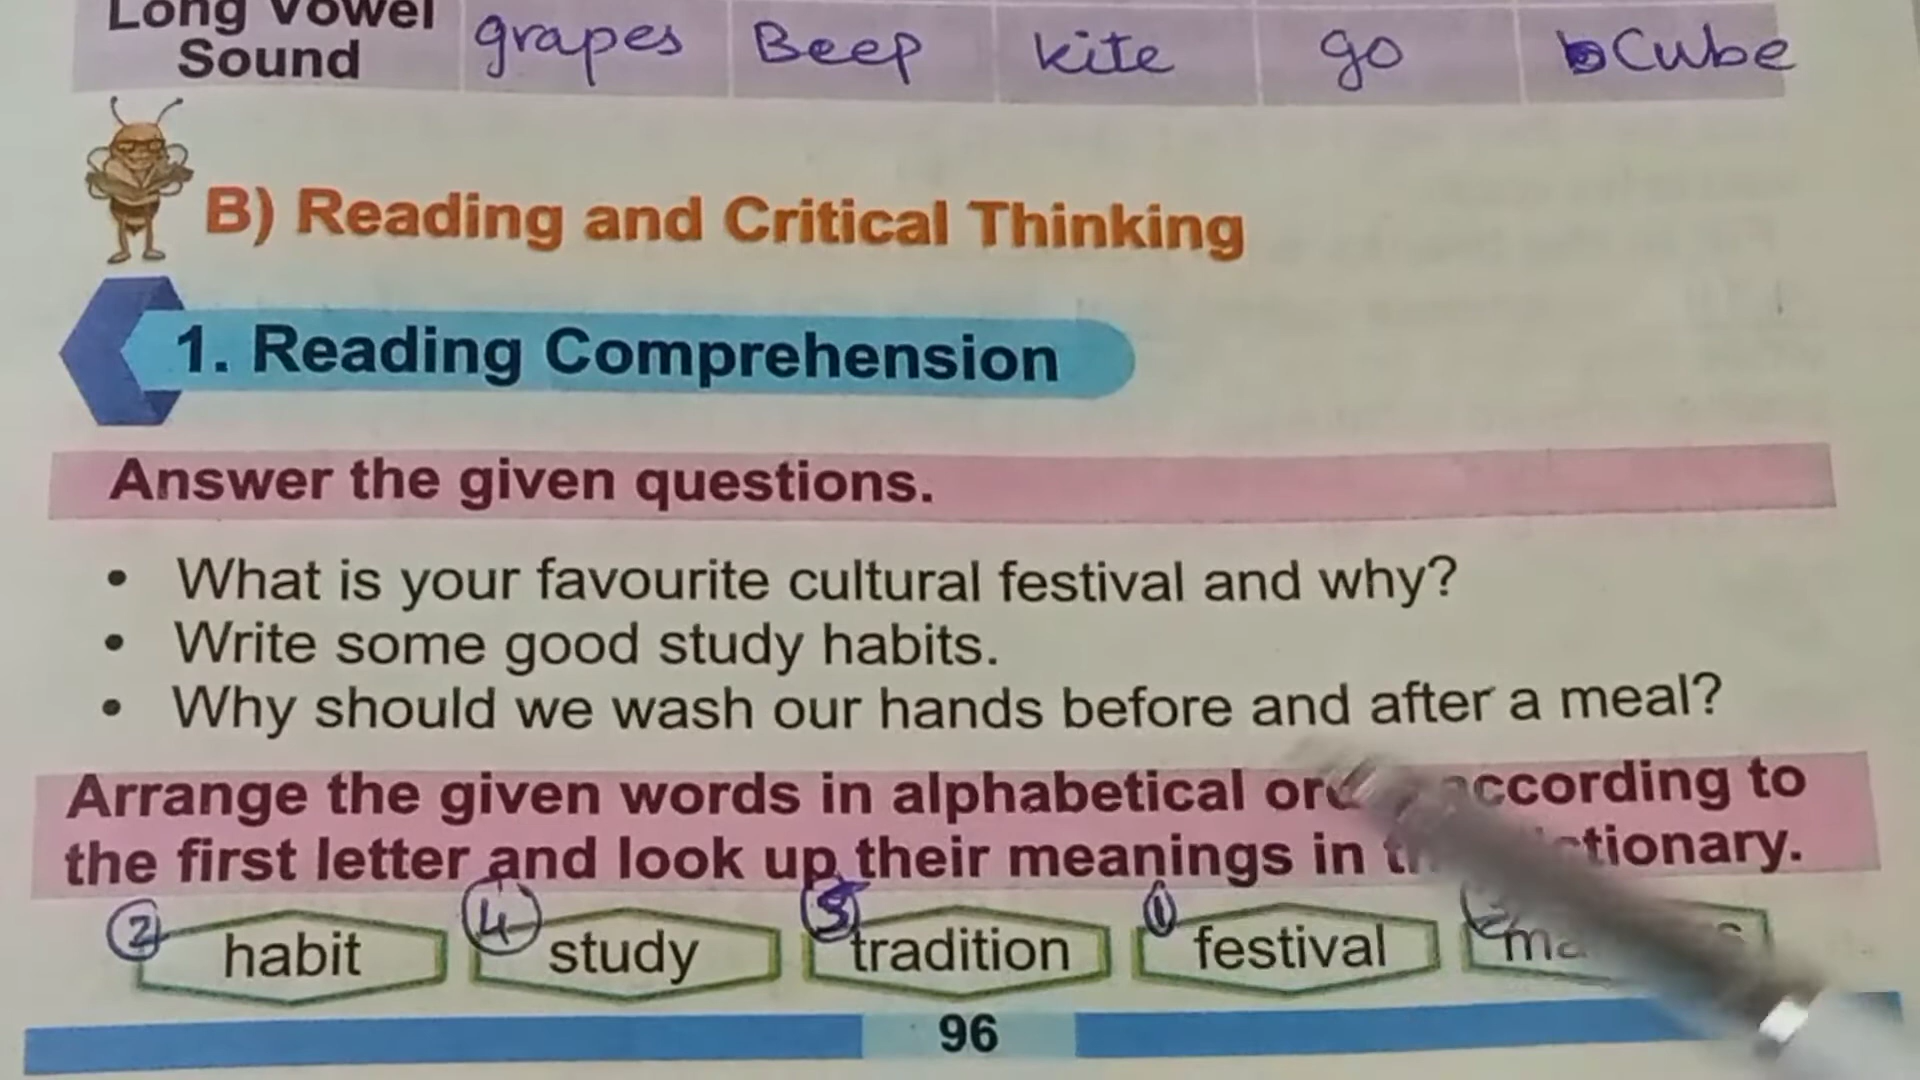 Long Vowel
Sound
grapes Beep kite go Cube
B) Reading and Critical Thinking
1. Reading Comprehension
Answer the given questions.
• What is your favourite cultural festival and why?
• Write some good study habits.
• Why should we wash our hands before and after a meal?
Arrange the given words in alphabetical according to
the first letter and look up their meanings in
2 4 5 1
habit study tradition festival
96